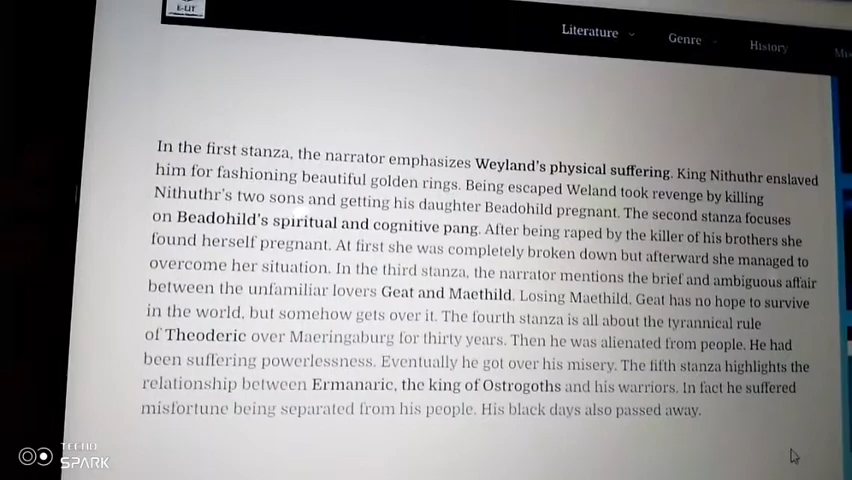 E-LIT
Literature Genre History
In the first stanza, the narrator emphasizes Weyland's physical suffering. King Nithuthr enslaved
him for fashioning beautiful golden rings. Being escaped Weland took revenge by killing
Nithuthr's two sons and getting his daughter Beadohild pregnant. The second stanza focuses
on Beadohild's spiritual and cognitive pang. After being raped by the killer of his brothers she
found herself pregnant. At first she was completely broken down but afterward she managed to
overcome her situation. In the third stanza, the narrator mentions the brief and ambiguous affair
between the unfamiliar lovers Geat and Maethild. Losing Maethild, Geat has no hope to survive
in the world, but somehow gets over it. The fourth stanza is all about the tyrannical rule
of Theoderic over Maeringaburg for thirty years. Then he was alienated from people. He had
been suffering powerlessness. Eventually he got over his misery. The fifth stanza highlights the
relationship between Ermanaric, the king of Ostrogoths and his warriors. In fact he suffered
misfortune being separated from his people. His black days also passed away.
TECNO
SPARK